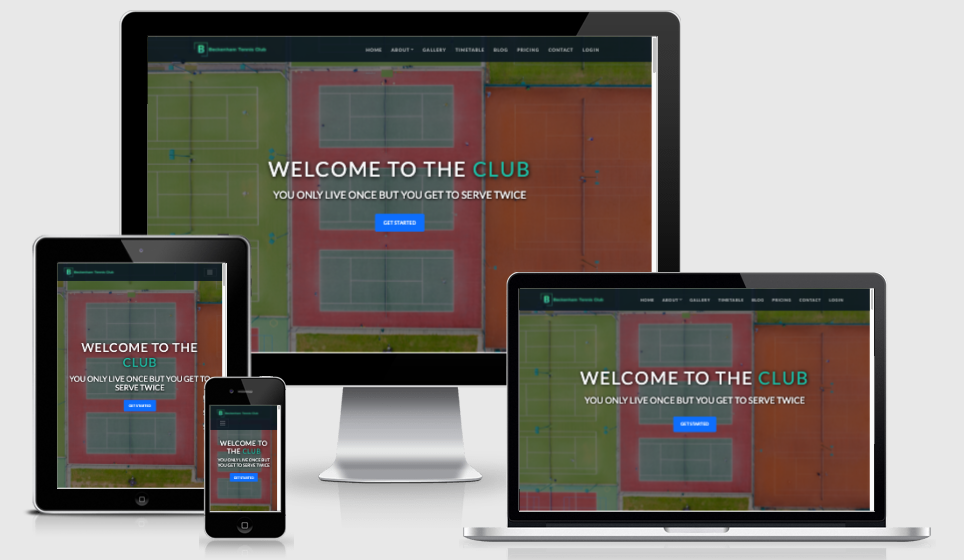 B Beckenham Tennis Club HOME ABOUT GALLERY TIMETABLE BLOG PRICING CONTACT LOGIN
WELCOME TO THE CLUB
YOU ONLY LIVE ONCE BUT YOU GET TO SERVE TWICE
GET STARTED
B Beckenham Tennis Club
WELCOME TO THE
CLUB
YOU ONLY LIVE ONCE BUT YOU GET TO
SERVE TWICE
GET STARTED
B Beckenham Tennis Club
WELCOME TO
THE CLUB
YOU ONLY LIVE ONCE BUT
YOU GET TO SERVE TWICE
GET STARTED
B Beckenham Tennis Club HOME ABOUT GALLERY TIMETABLE BLOG PRICING CONTACT LOGIN
WELCOME TO THE CLUB
YOU ONLY LIVE ONCE BUT YOU GET TO SERVE TWICE
GET STARTED